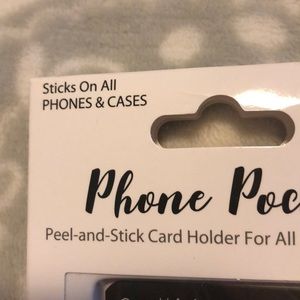 Sticks On All
PHONES & CASES
Phone Poc
Peel-and-Stick Card Holder For All